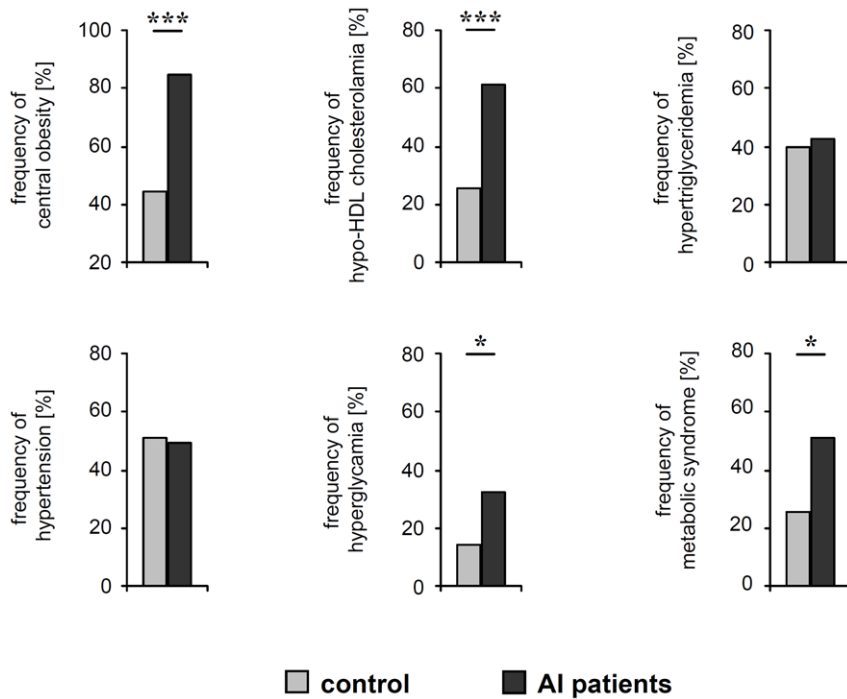 ***
100
80
60
40
20
frequency of
central obesity [%]
***
80
60
40
20
0
frequency of
hypo-HDL cholesterolamia [%]
80
60
40
20
0
frequency of
hypertriglyceridemia [%]
80
60
40
20
0
frequency of
hypertension [%]
*
80
60
40
20
0
frequency of
hyperglycamia [%]
*
80
60
40
20
0
frequency of
metabolic syndrome [%]
control
AI patients